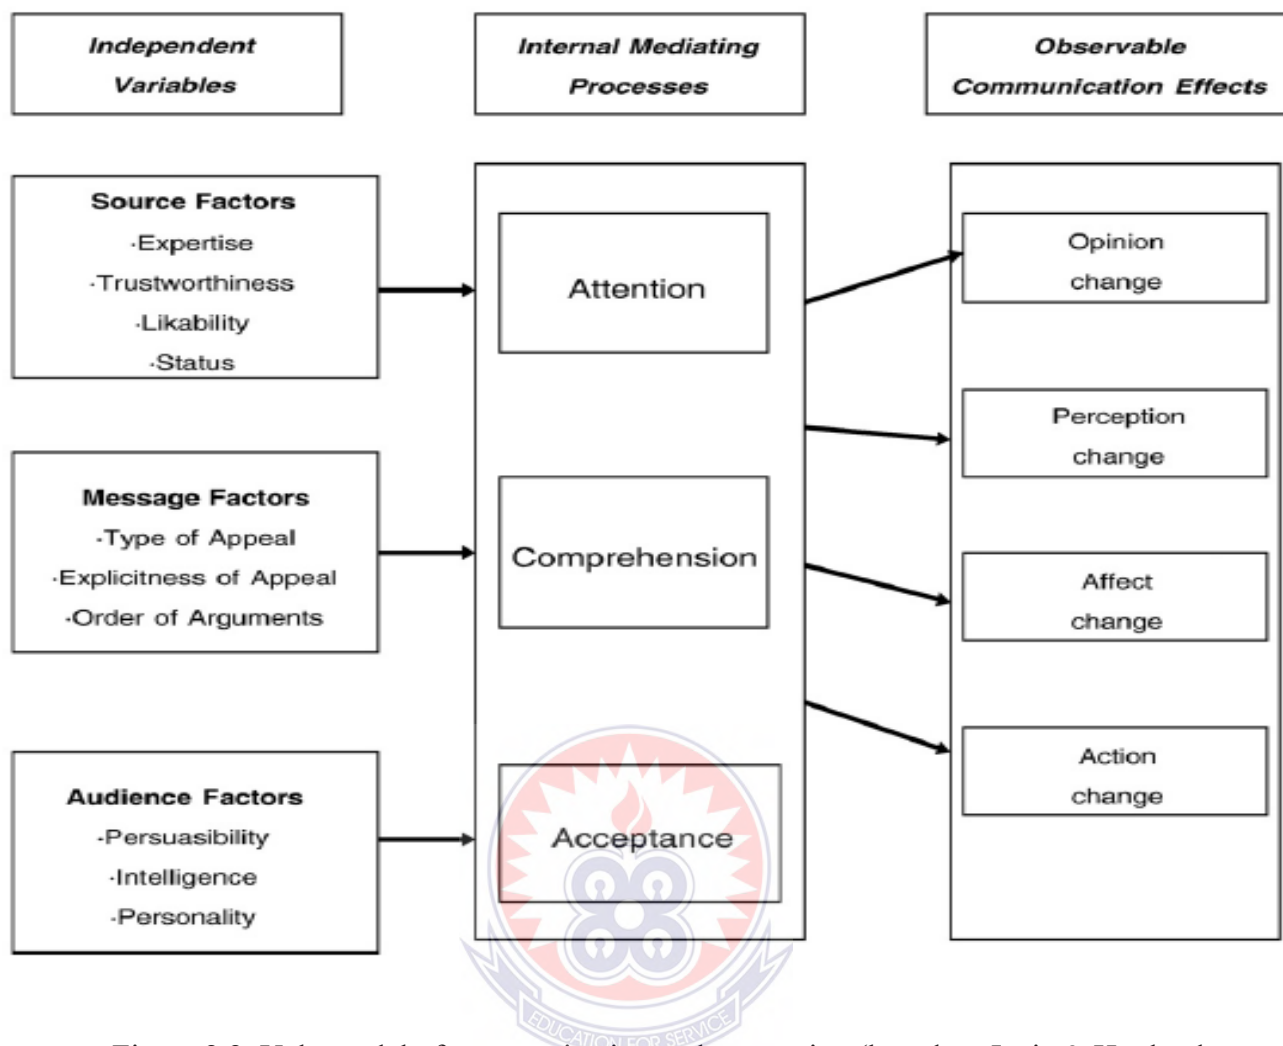 Independent
Variables
Internal Mediating
Processes
Observable
Communication Effects
Source Factors
·Expertise
·Trustworthiness
·Likability
·Status
Message Factors
·Type of Appeal
·Explicitness of Appeal
·Order of Arguments
Audience Factors
·Persuasibility
·Intelligence
·Personality
Attention
Comprehension
Acceptance
Opinion
change
Perception
change
Affect
change
Action
change
EDUCATION FOR SERVICE